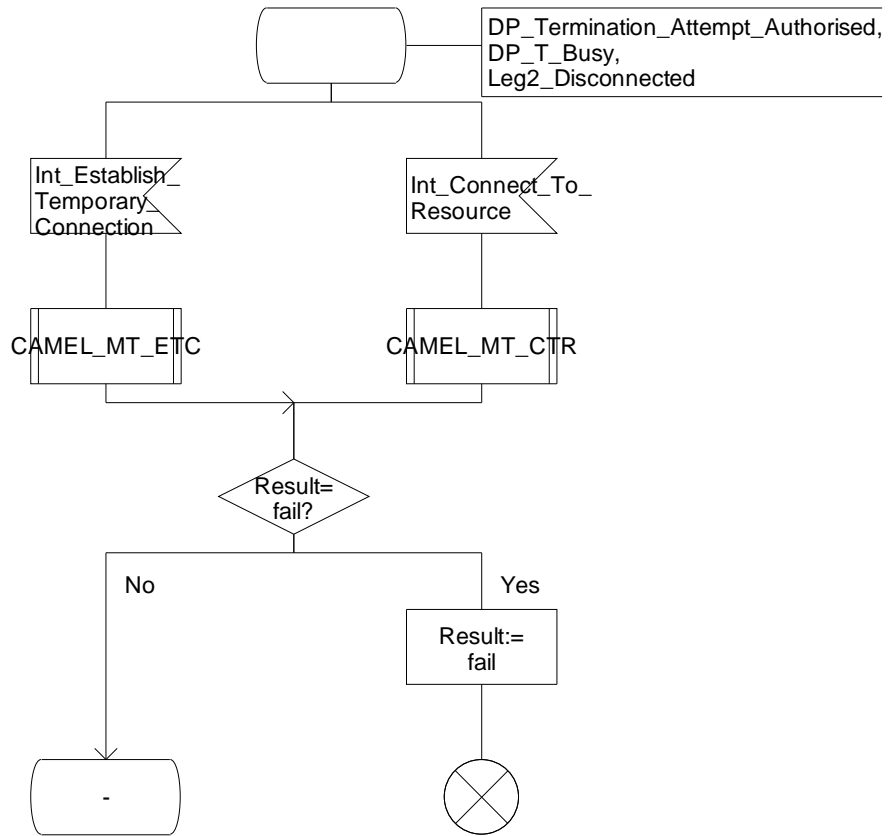 DP_Termination_Attempt_Authorised,
DP_T_Busy,
Leg2_Disconnected
Int_Establish_
Temporary_
Connection
Int_Connect_To_
Resource
CAMEL_MT_ETC
CAMEL_MT_CTR
Result=
fail?
No
Yes
Result:=
fail
-